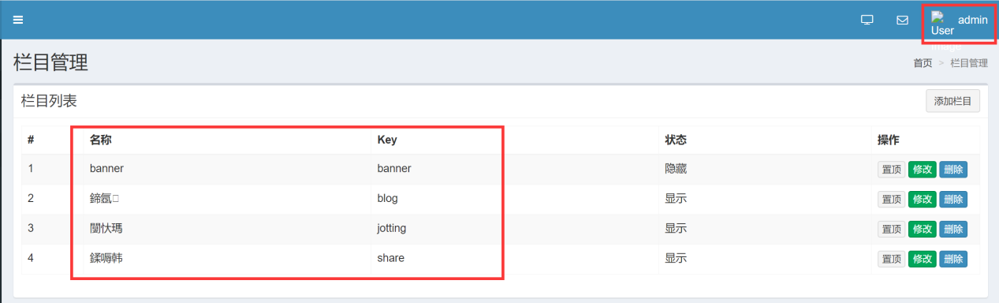 admin
User
Image
栏目管理
首页 > 栏目管理
栏目列表
添加栏目
# 名称 Key 状态 操作
1 banner banner 隐藏 置顶 修改 删除
2 鍗氬 blog 显示 置顶 修改 删除
3 闅忕瑪 jotting 显示 置顶 修改 删除
4 鍒嗕韩 share 显示 置顶 修改 删除